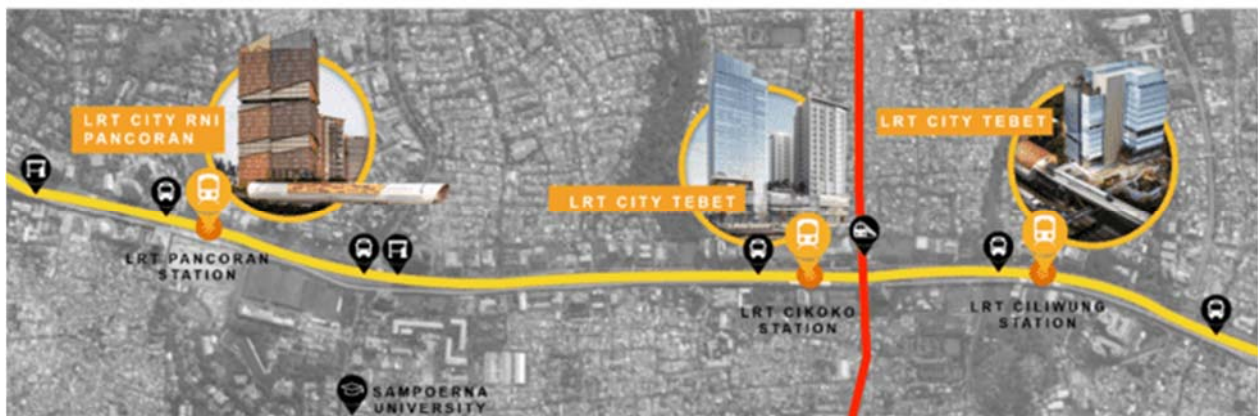 LRT CITY RNI
PANCORAN
LRT CITY TEBET
LRT CITY TEBET
LRT PANCORAN
STATION
LRT CIKOKO
STATION
LRT CILIWUNG
STATION
SAMPOERNA
UNIVERSITY